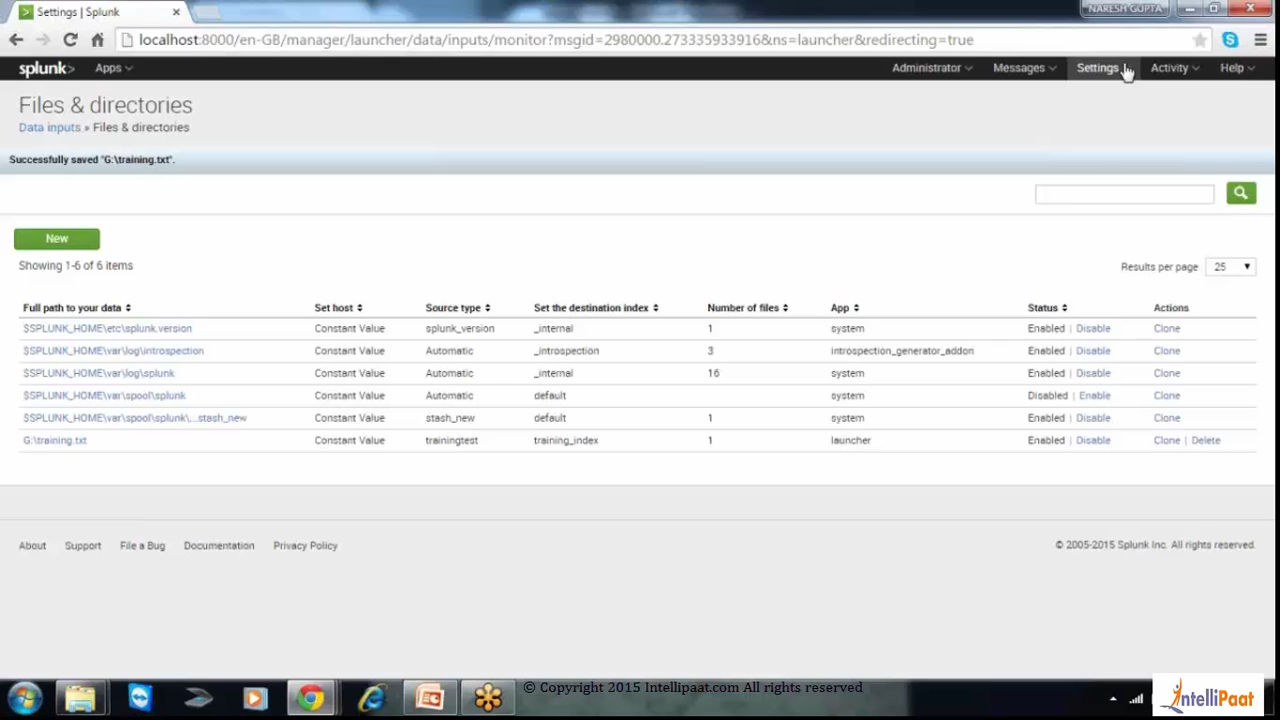 Settings | Splunk
NARESH GUPTA
localhost:8000/en-GB/manager/launcher/data/inputs/monitor?msgid=2980000.273335933916&ns=launcher&redirecting=true
splunk> Apps Administrator Messages Settings Activity Help
Files & directories
Data inputs » Files & directories
Successfully saved "G:\training.txt".
New
Showing 1-6 of 6 items
Results per page 25
Full path to your data Set host Source type Set the destination index Number of files App Status Actions
$SPLUNK_HOME\etc\splunk.version Constant Value splunk_version _internal 1 system Enabled | Disable Clone
$SPLUNK_HOME\var\log\introspection Constant Value Automatic _introspection 3 introspection_generator_addon Enabled | Disable Clone
$SPLUNK_HOME\var\log\splunk Constant Value Automatic _internal 16 system Enabled | Disable Clone
$SPLUNK_HOME\var\spool\splunk Constant Value Automatic default system Disabled | Enable Clone
$SPLUNK_HOME\var\spool\splunk\...stash_new Constant Value stash_new default 1 system Enabled | Disable Clone
G:\training.txt Constant Value trainingtest training_index 1 launcher Enabled | Disable Clone | Delete
About Support File a Bug Documentation Privacy Policy
© 2005-2015 Splunk Inc. All rights reserved.
© Copyright 2015 Intellipaat.com All rights reserved
IntelliPaat